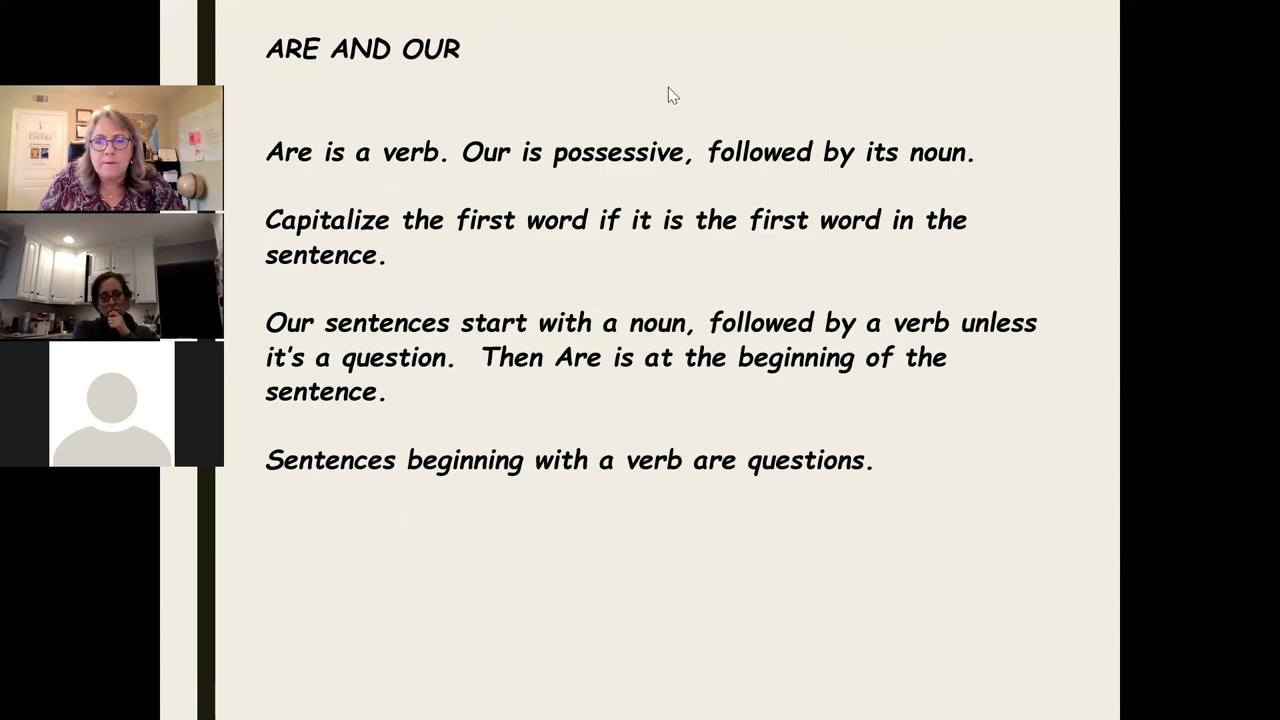 ARE AND OUR
Are is a verb. Our is possessive, followed by its noun.
Capitalize the first word if it is the first word in the
sentence.
Our sentences start with a noun, followed by a verb unless
it's a question. Then Are is at the beginning of the
sentence.
Sentences beginning with a verb are questions.